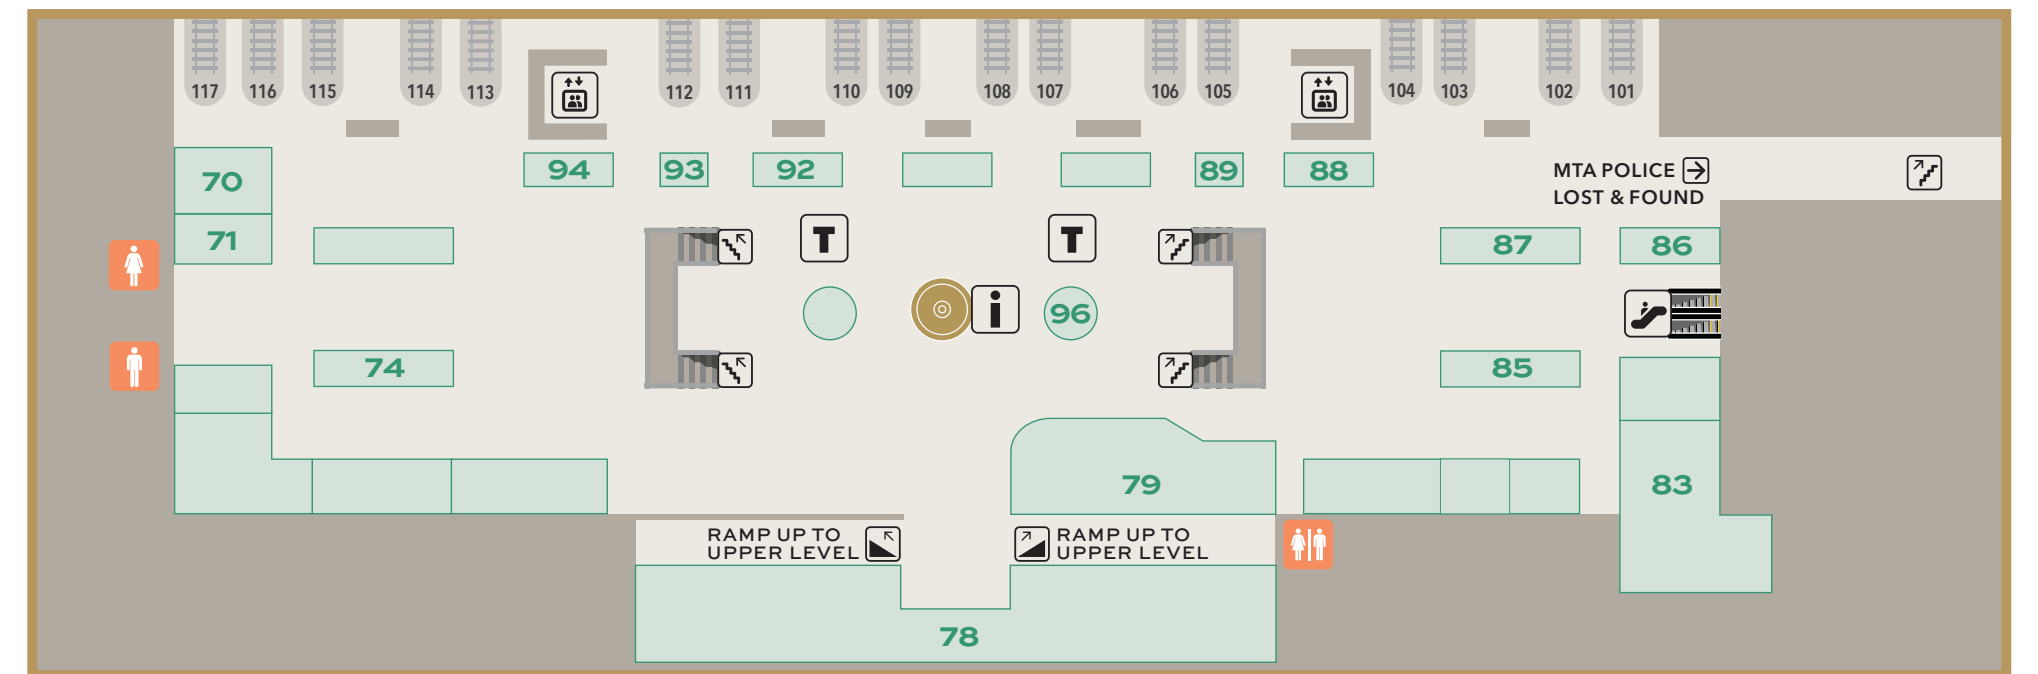 117 116 115 114 113 112 111 110 109 108 107 106 105 104 103 102 101
94 93 92 89 88
MTA POLICE
LOST & FOUND
70
71
T T
87 86
i
96
74
85
79
83
RAMP UP TO
UPPER LEVEL
RAMP UP TO
UPPER LEVEL
78